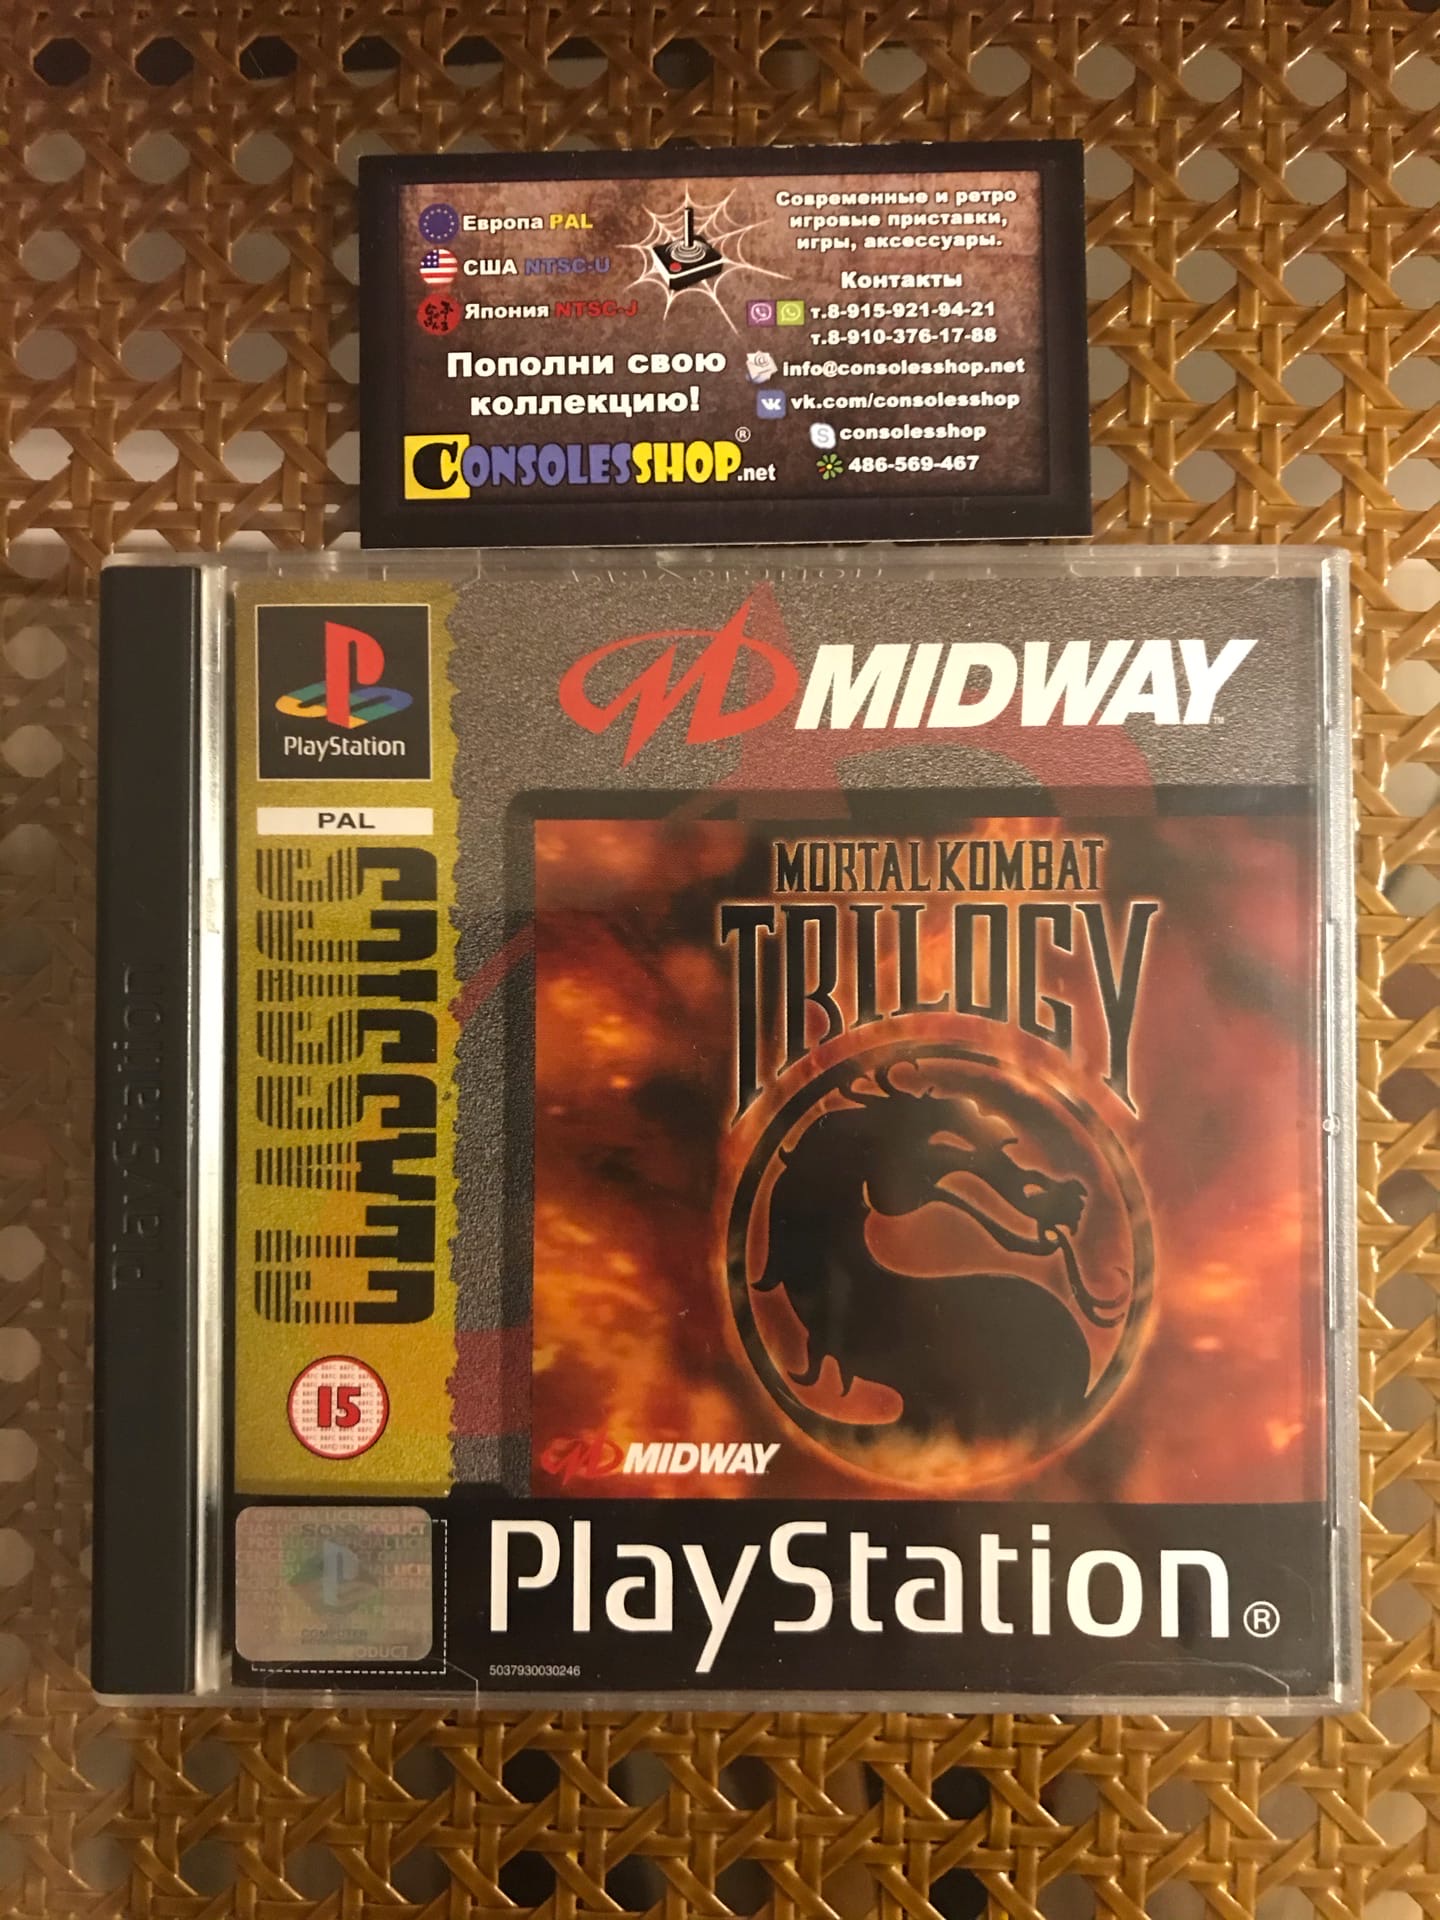 Европа PAL
США NTSC-U
Япония NTSC-J
Пополни свою
коллекцию!
CONSOLESSHOP.net
®
Современные и ретро
игровые приставки,
игры, аксессуары.
Контакты
т.8-915-921-94-21
т.8-910-376-17-88
info@consolesshop.net
vk.com/consolesshop
consolesshop
486-569-467
PlayStation
PlayStation
PAL
CLASSICS
15
MIDWAY
MORTAL KOMBAT
TRILOGY
MIDWAY
PlayStation®
5037930030246